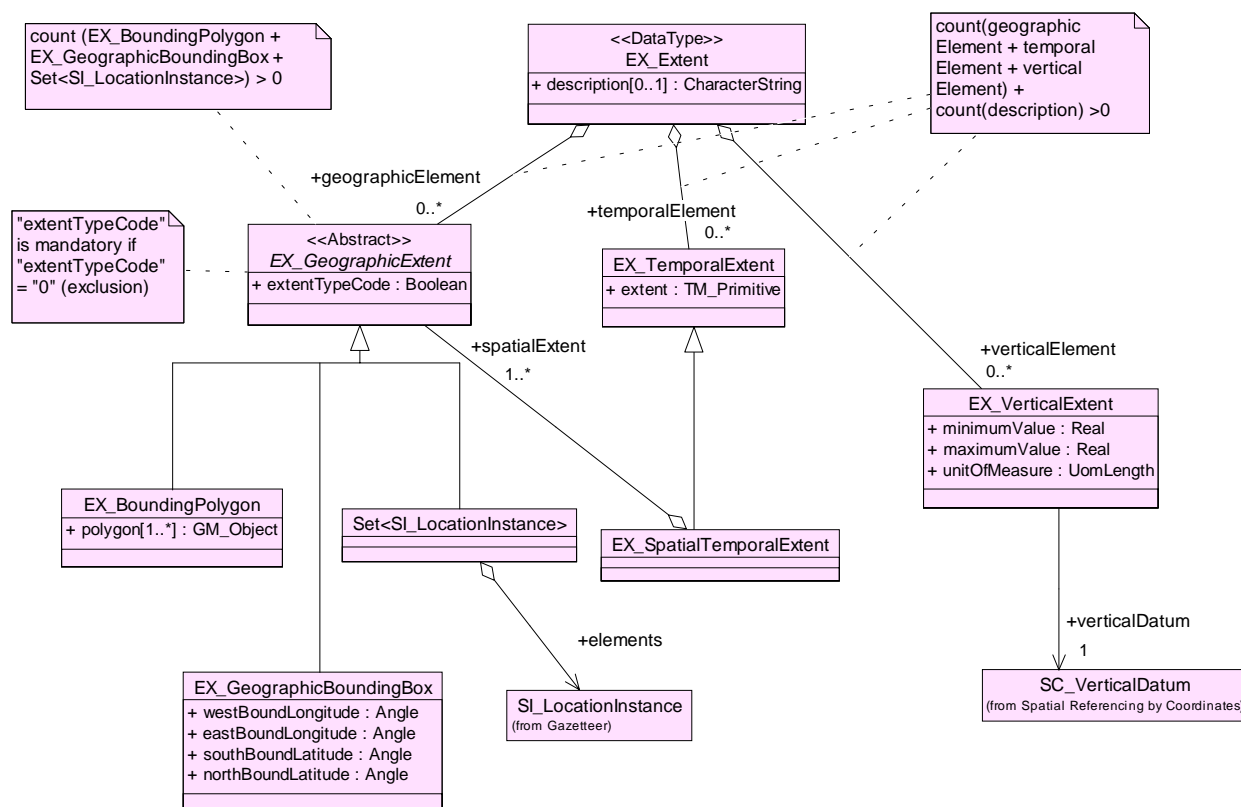 count (EX_BoundingPolygon +
EX_GeographicBoundingBox +
Set<SI_LocationInstance>) > 0
<<DataType>>
EX_Extent
+ description[0..1] : CharacterString
count(geographic
Element + temporal
Element + vertical
Element) +
count(description) >0
+geographicElement
0..*
+temporalElement
0..*
"extentTypeCode"
is mandatory if
"extentTypeCode"
= "0" (exclusion)
<<Abstract>>
EX_GeographicExtent
+ extentTypeCode : Boolean
EX_TemporalExtent
+ extent : TM_Primitive
+spatialExtent
1..*
+verticalElement
0..*
EX_VerticalExtent
+ minimumValue : Real
+ maximumValue : Real
+ unitOfMeasure : UomLength
EX_BoundingPolygon
+ polygon[1..*] : GM_Object
Set<SI_LocationInstance>
EX_SpatialTemporalExtent
+elements
+verticalDatum
1
EX_GeographicBoundingBox
+ westBoundLongitude : Angle
+ eastBoundLongitude : Angle
+ southBoundLatitude : Angle
+ northBoundLatitude : Angle
SI_LocationInstance
(from Gazetteer)
SC_VerticalDatum
(from Spatial Referencing by Coordinates)